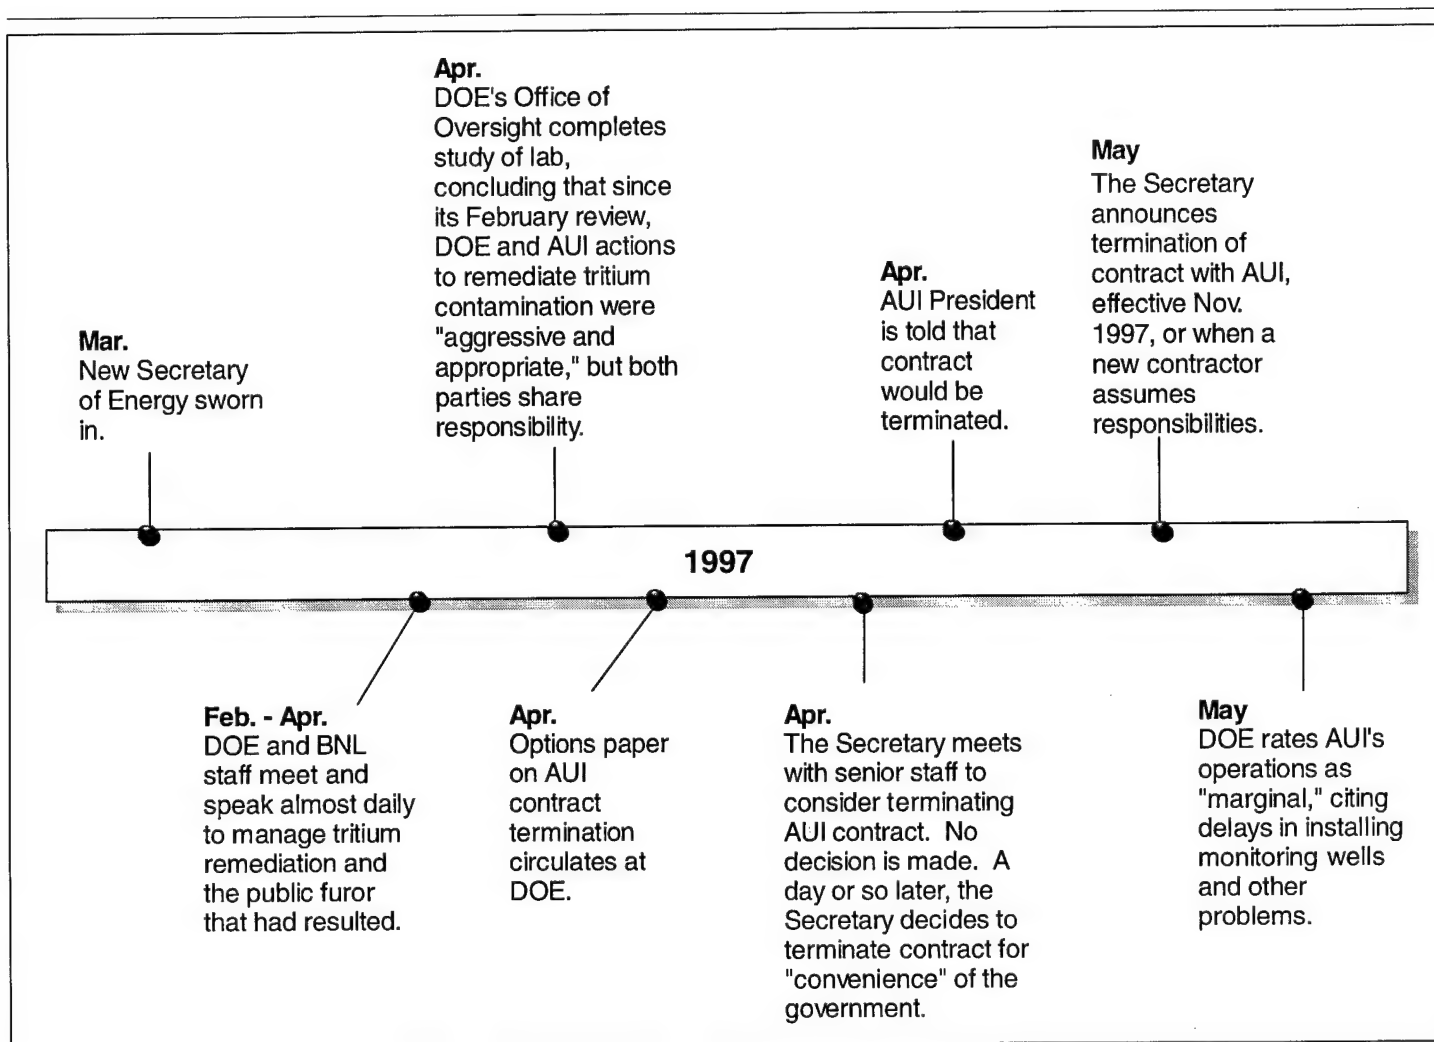 Apr.
DOE's Office of
Oversight completes
study of lab,
concluding that since
its February review,
DOE and AUI actions
to remediate tritium
contamination were
"aggressive and
appropriate," but both
parties share
responsibility.
May
The Secretary
announces
termination of
contract with AUI,
effective Nov.
1997, or when a
new contractor
assumes
responsibilities.
Apr.
AUI President
is told that
contract
would be
terminated.
Mar.
New Secretary
of Energy sworn
in.
1997
Feb. - Apr.
DOE and BNL
staff meet and
speak almost daily
to manage tritium
remediation and
the public furor
that had resulted.
Apr.
Options paper
on AUI
contract
termination
circulates at
DOE.
Apr.
The Secretary meets
with senior staff to
consider terminating
AUI contract.  No
decision is made.  A
day or so later, the
Secretary decides to
terminate contract for
"convenience" of the
government.
May
DOE rates AUI's
operations as
"marginal," citing
delays in installing
monitoring wells
and other
problems.